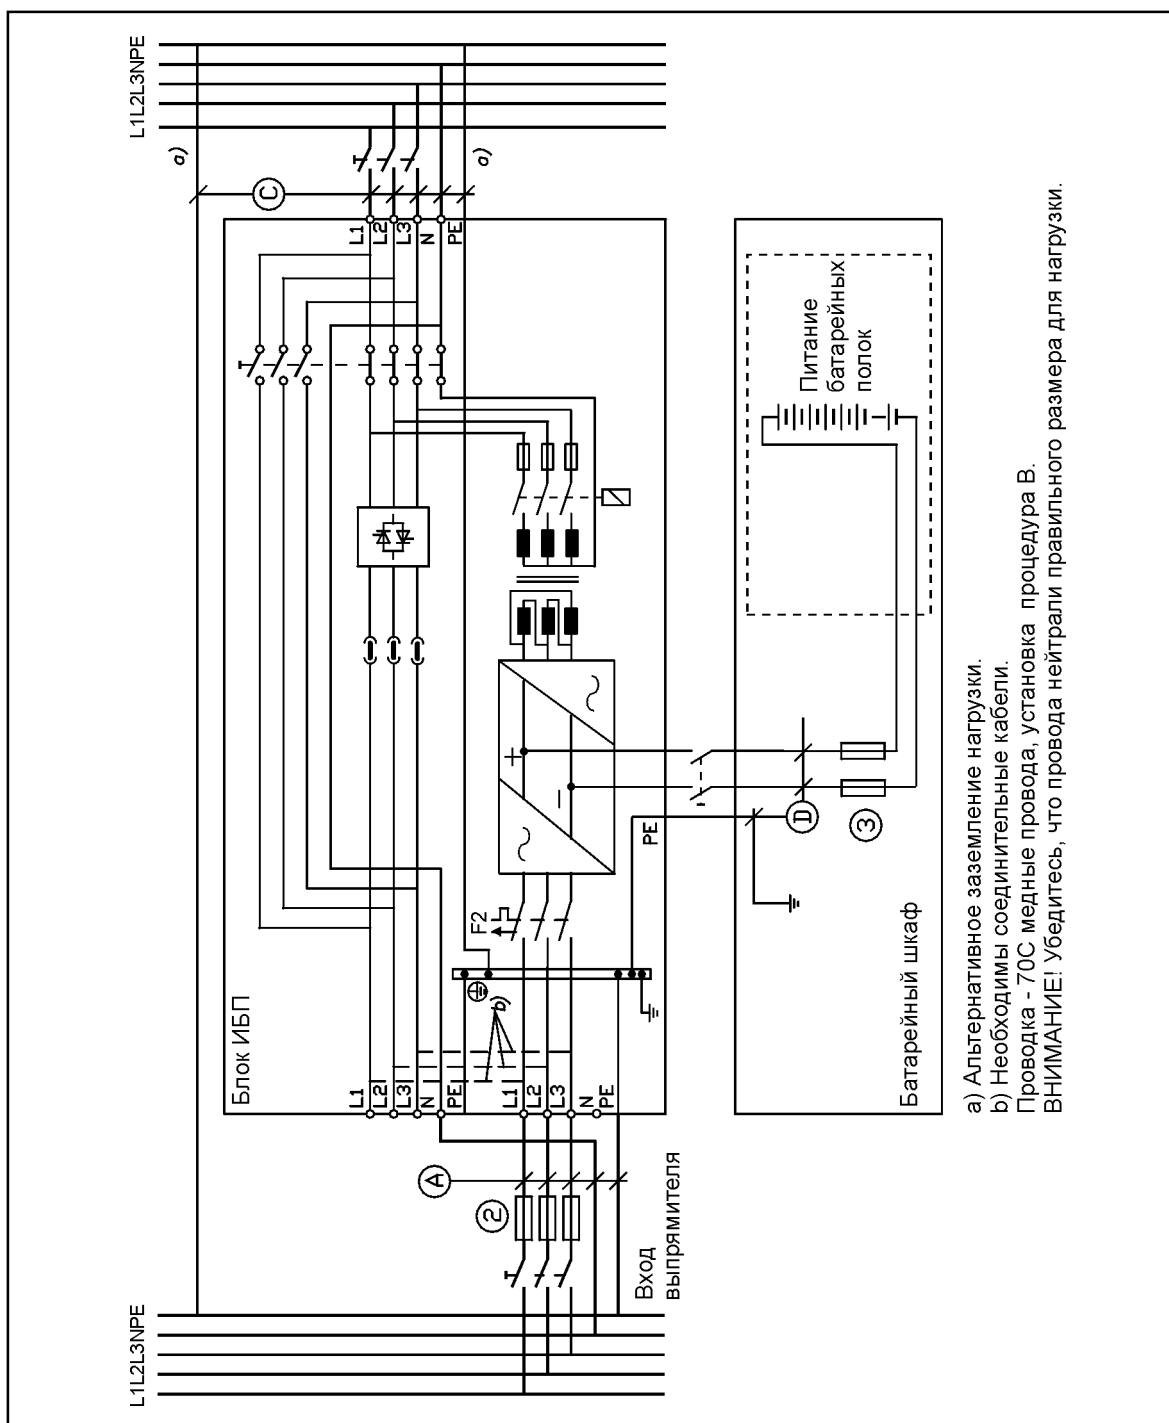 L1L2L3NPE
a)
a)
C
L1
L2
L3
N
PE
Блок ИБП
F2
b)
L1
L2
L3
N
PE
L1
L2
L3
N
PE
A
2
Вход
выпрямителя
L1L2L3NPE
PE
D
3
Питание
батарейных
полок
Батарейный шкаф
a) Альтернативное заземление нагрузки.
b) Необходимы соединительные кабели.
Проводка - 70C медные провода, установка процедура B.
ВНИМАНИЕ! Убедитесь, что провода нейтрали правильного размера для нагрузки.